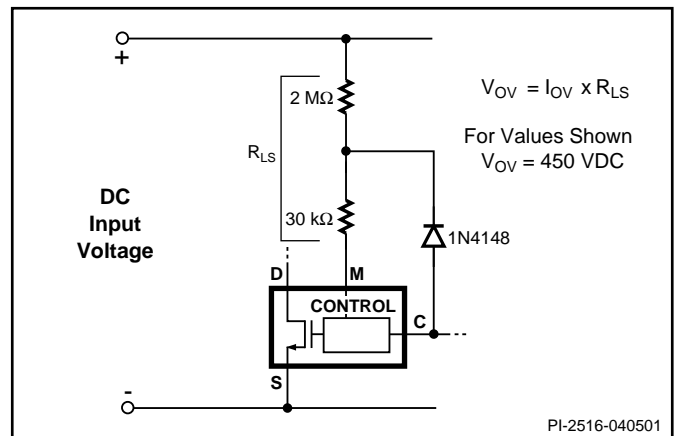 +
2 MΩ
V_OV = I_OV x R_LS
For Values Shown
V_OV = 450 VDC
R_LS
DC
Input
Voltage
30 kΩ
1N4148
D
M
CONTROL
C
S
-
PI-2516-040501